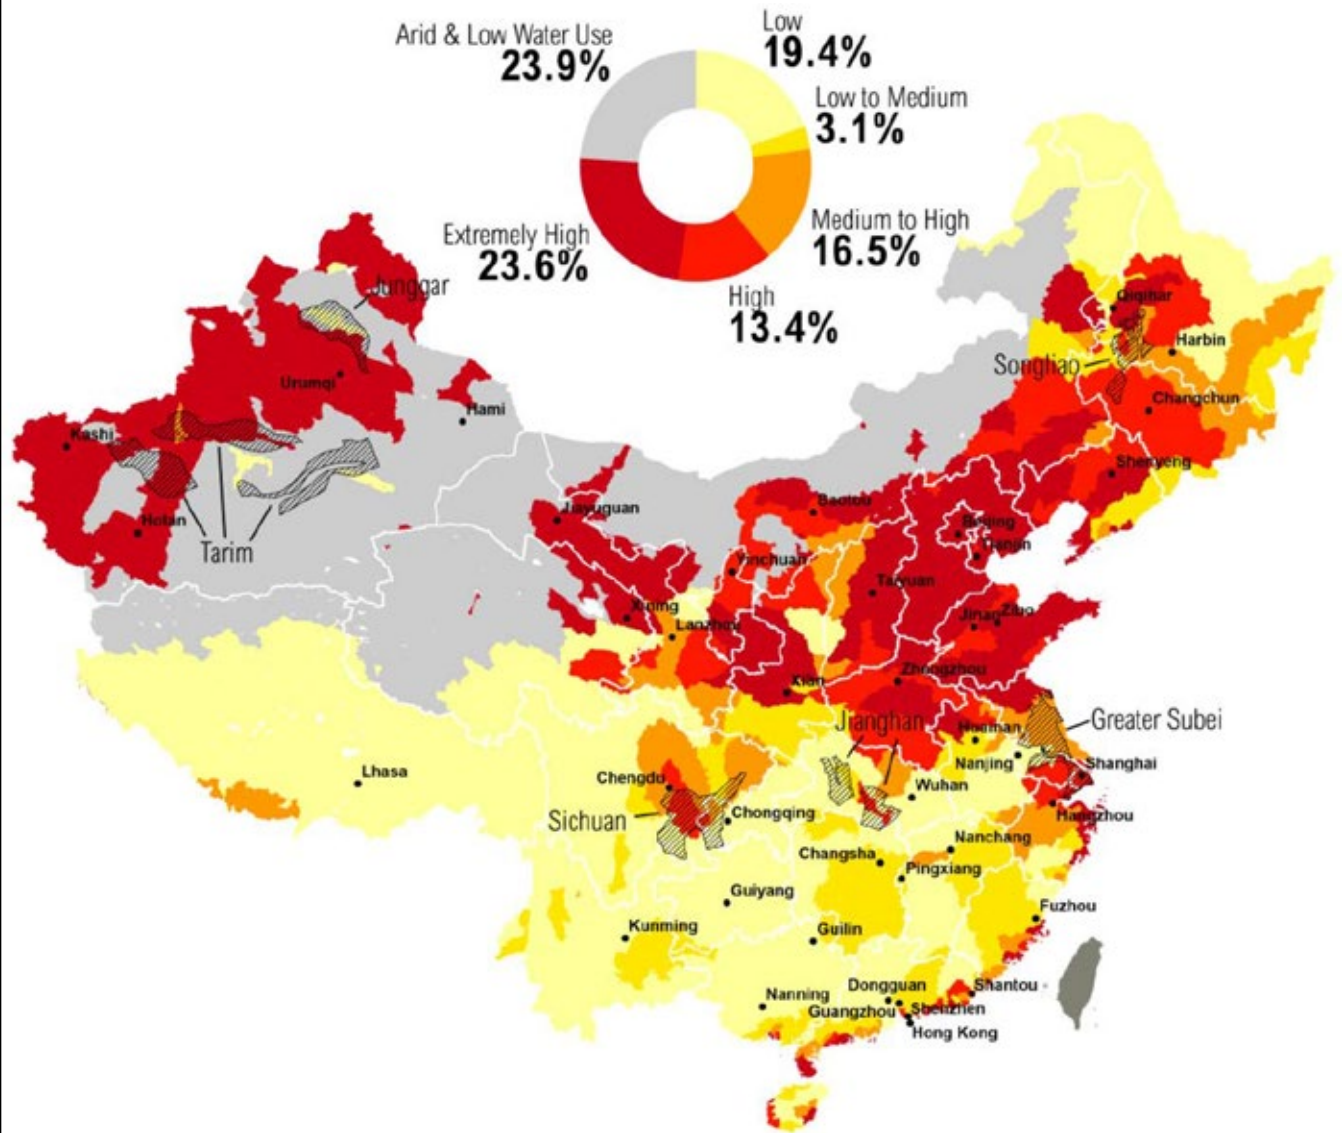 Arid & Low Water Use
23.9%
Low
19.4%
Low to Medium
3.1%
Medium to High
16.5%
High
13.4%
Extremely High
23.6%
Junggar
Urumqi
Hami
Kashi
Hotan
Tarim
Jiayuguan
Qiqihar
Harbin
Songliao
Changchun
Shenyeng
Baotou
Beijing
Tianjin
Yinchuan
Taiyuan
Jinan
Zibo
Xining
Lanzhou
Zhengzhou
Xian
Jianghan
Huainan
Greater Subei
Nanjing
Shanghai
Lhasa
Chengdu
Wuhan
Sichuan
Chongqing
Hangzhou
Nanchang
Changsha
Pingxiang
Guiyang
Fuzhou
Kunming
Guilin
Dongguan
Shantou
Nanning
Guangzhou
Shenzhen
Hong Kong